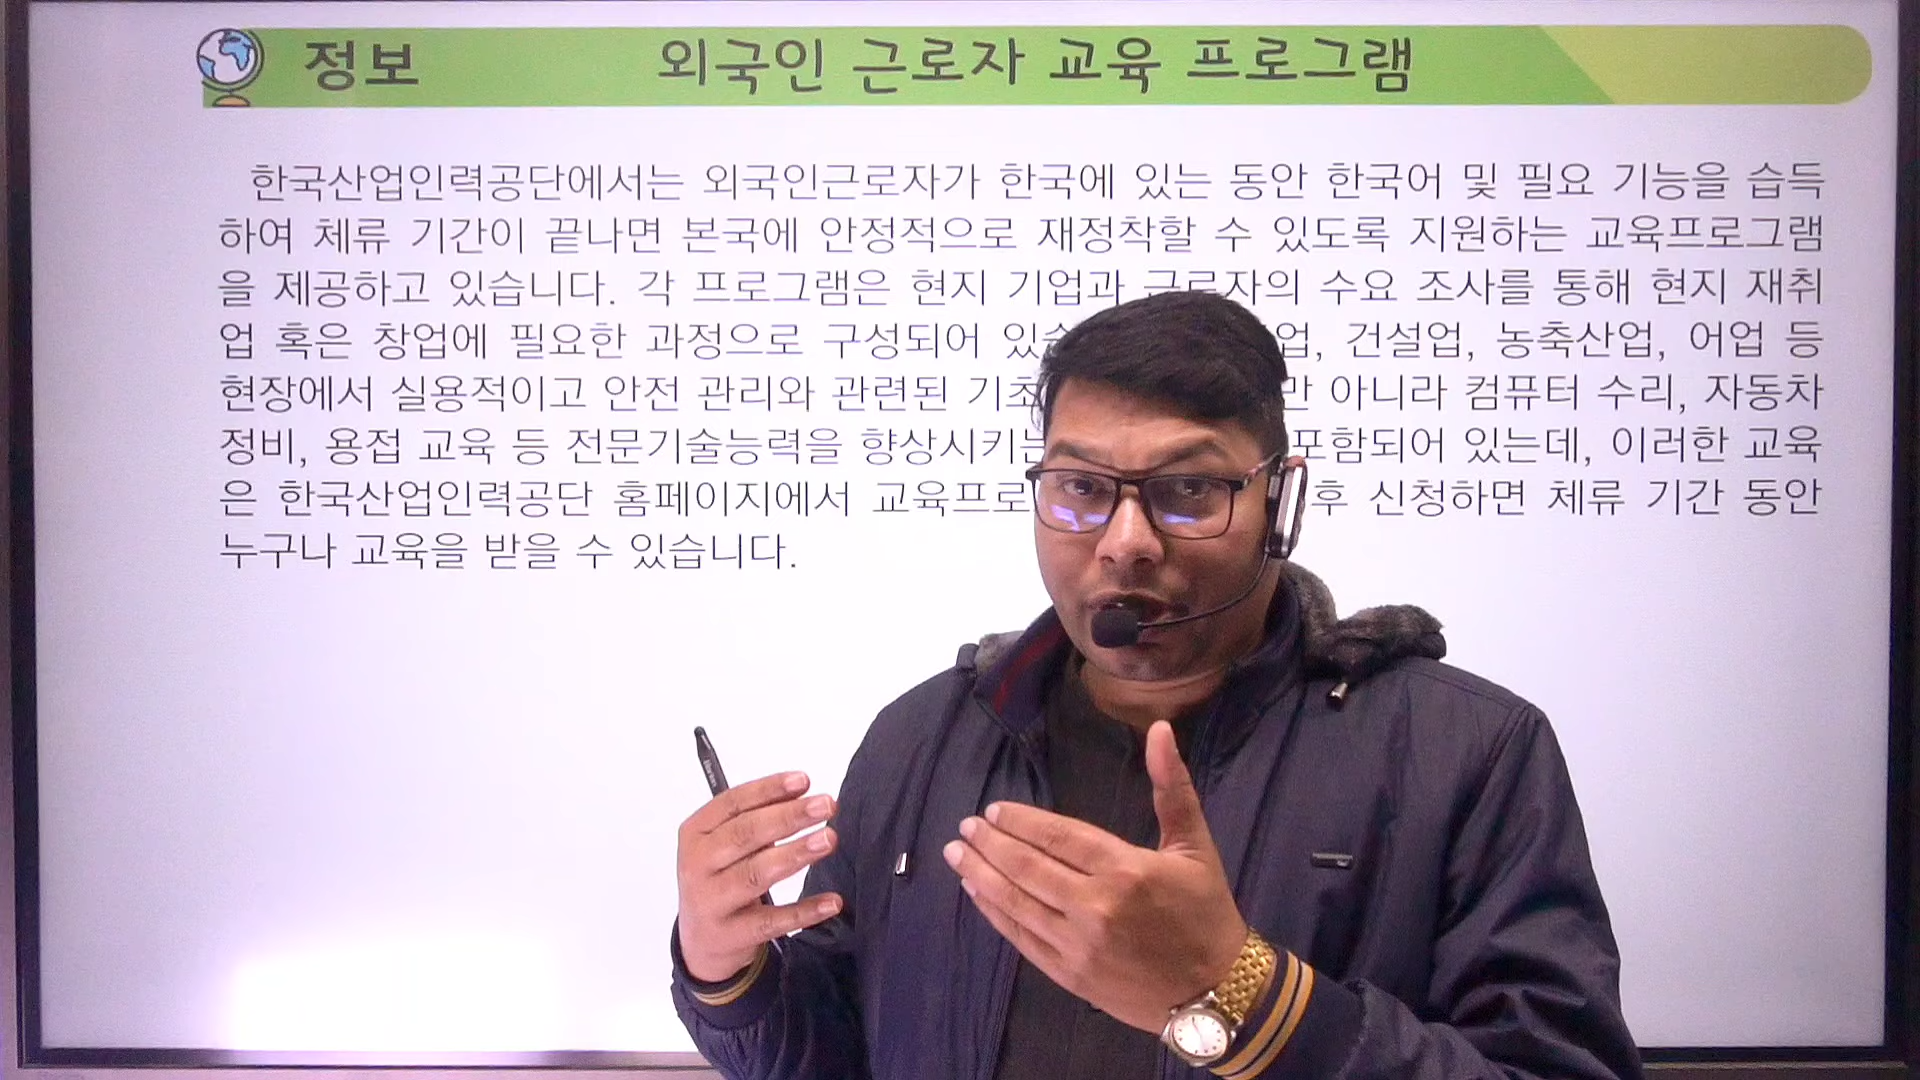 정보
외국인 근로자 교육 프로그램
한국산업인력공단에서는 외국인근로자가 한국에 있는 동안 한국어 및 필요 기능을 습득
하여 체류 기간이 끝나면 본국에 안정적으로 재정착할 수 있도록 지원하는 교육프로그램
을 제공하고 있습니다. 각 프로그램은 현지 기업과 근로자의 수요 조사를 통해 현지 재취
업 혹은 창업에 필요한 과정으로 구성되어 업, 건설업, 농축산업, 어업 등
현장에서 실용적이고 안전 관리와 관련된 만 아니라 컴퓨터 수리, 자동차
정비, 용접 교육 등 전문기술능력을 향상시키는 포함되어 있는데, 이러한 교육
은 한국산업인력공단 홈페이지에서 교육프로 후 신청하면 체류 기간 동안
누구나 교육을 받을 수 있습니다.